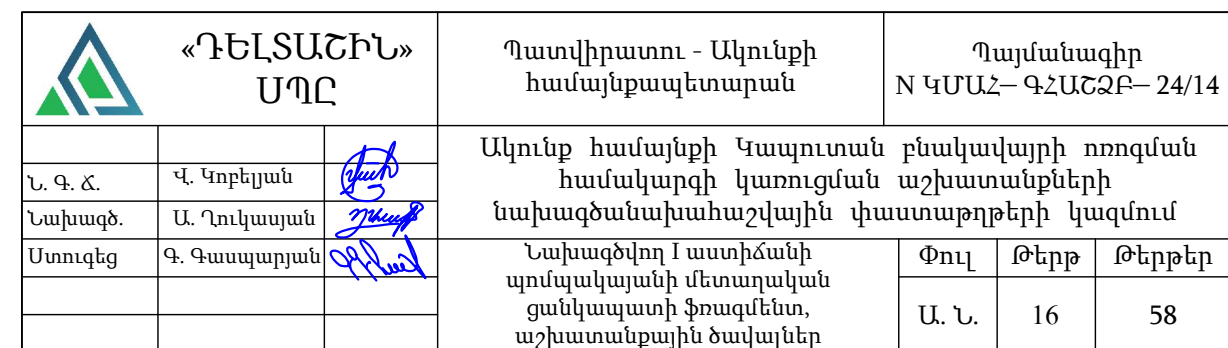 «ԴԵԼՏԱՇԻՆ»
ՍՊԸ
Պատվիրատու - Ակունքի
համայնքապետարան
Պայմանագիր
N ԿՄԱՀ– ԳՀԱՇՁԲ– 24/14
Ակունք համայնքի Կապուտան բնակավայրի ոռոգման
համակարգի կառուցման աշխատանքների
նախագծանախահաշվային փաստաթղթերի կազմում
Ն. Գ. Ճ.
Վ. Կորելյան
Նախագծ.
Ա. Ղուկասյան
Ստուգեց
Գ. Գասպարյան
Նախագծվող I աստիճանի
պոմպակայանի մետաղական
ցանկապատի ֆռագմենտ,
աշխատանքային ծավալներ
Փուլ
Թերթ
Թերթեր
Ա. Ն.
16
58